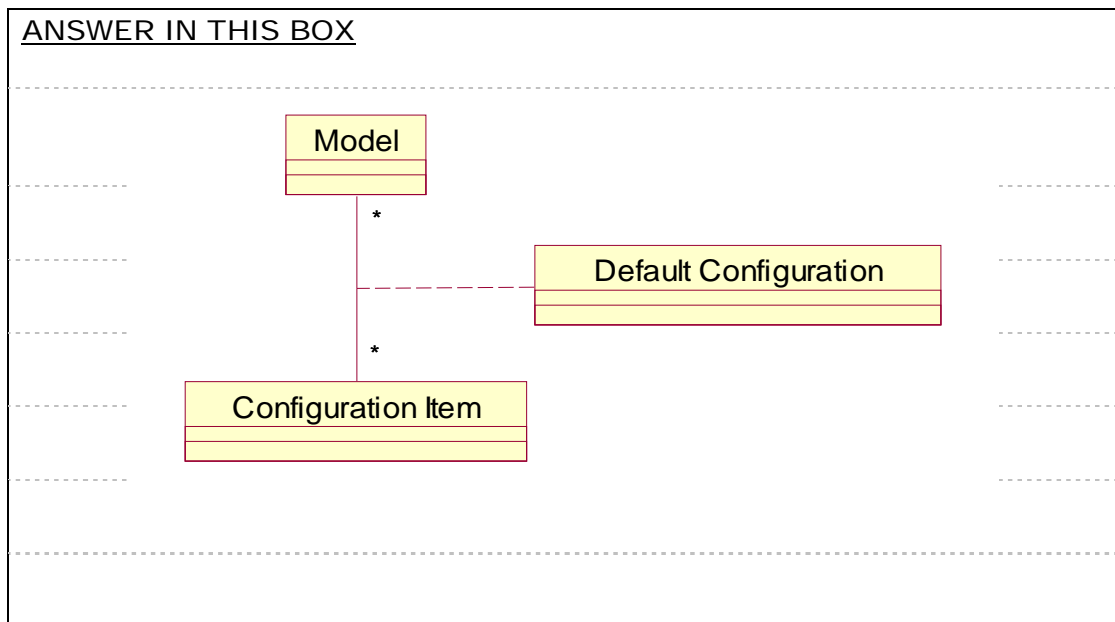 ANSWER IN THIS BOX
Model
*
Default Configuration
*
Configuration Item